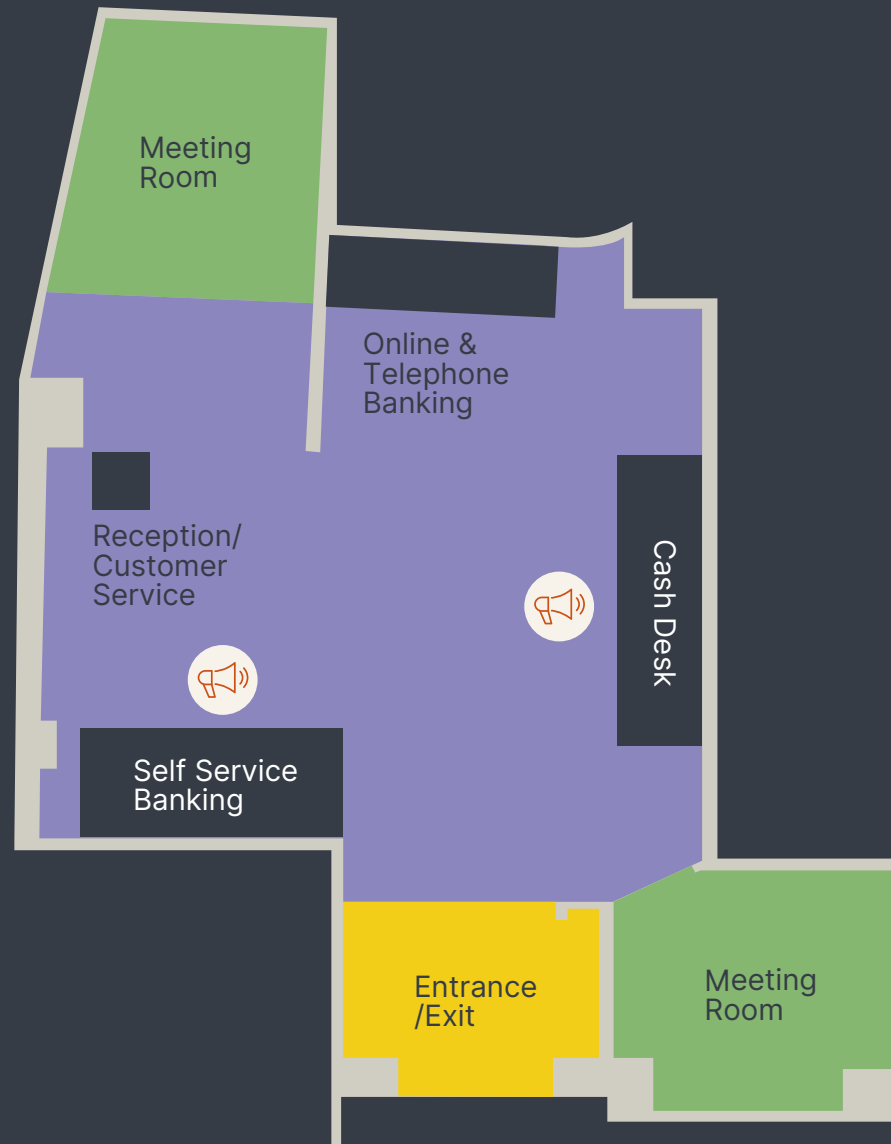 Meeting
Room
Online &
Telephone
Banking
Reception/
Customer
Service
Cash Desk
Self Service
Banking
Entrance
/Exit
Meeting
Room